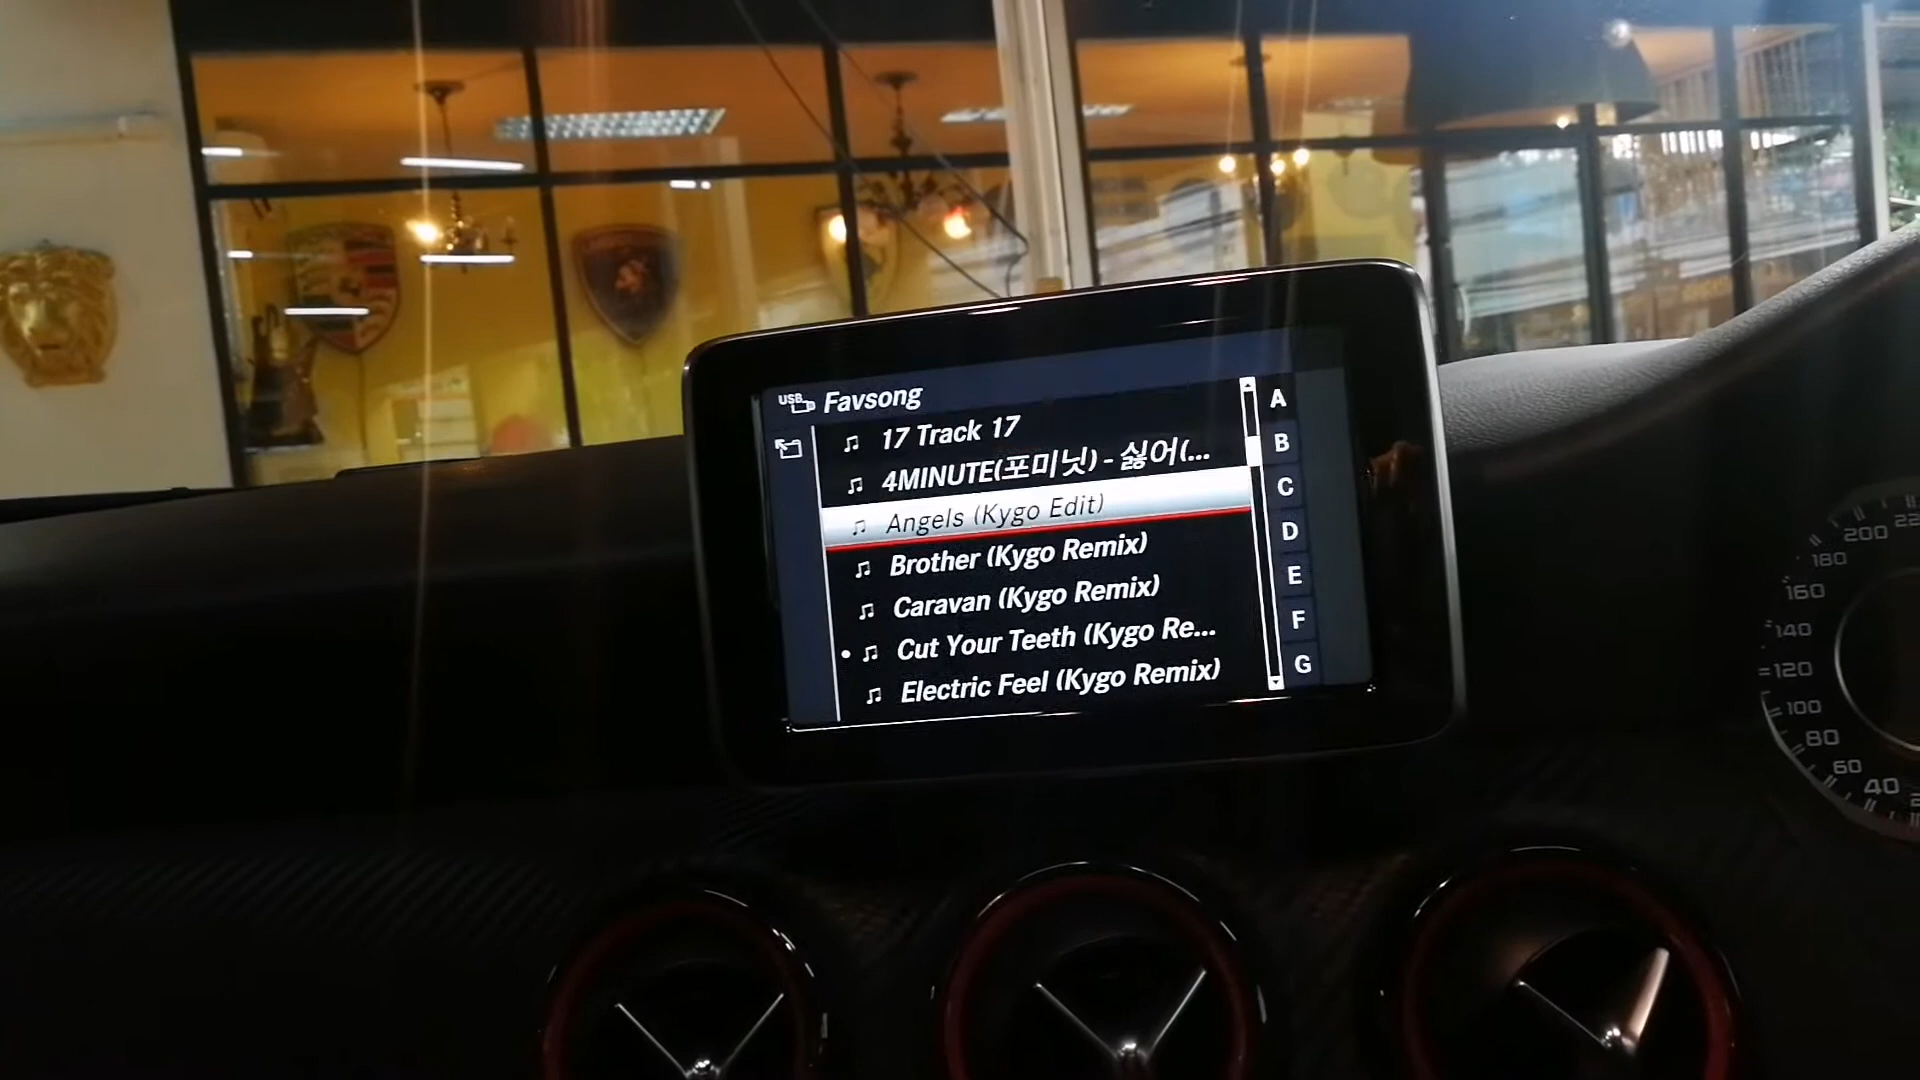 USB Favsong
17 Track 17
4MINUTE(포미닛) - 싫어(...
Angels (Kygo Edit)
Brother (Kygo Remix)
Caravan (Kygo Remix)
Cut Your Teeth (Kygo Re...
Electric Feel (Kygo Remix)
A
B
C
D
E
F
G
200
180
160
140
120
100
80
60
40